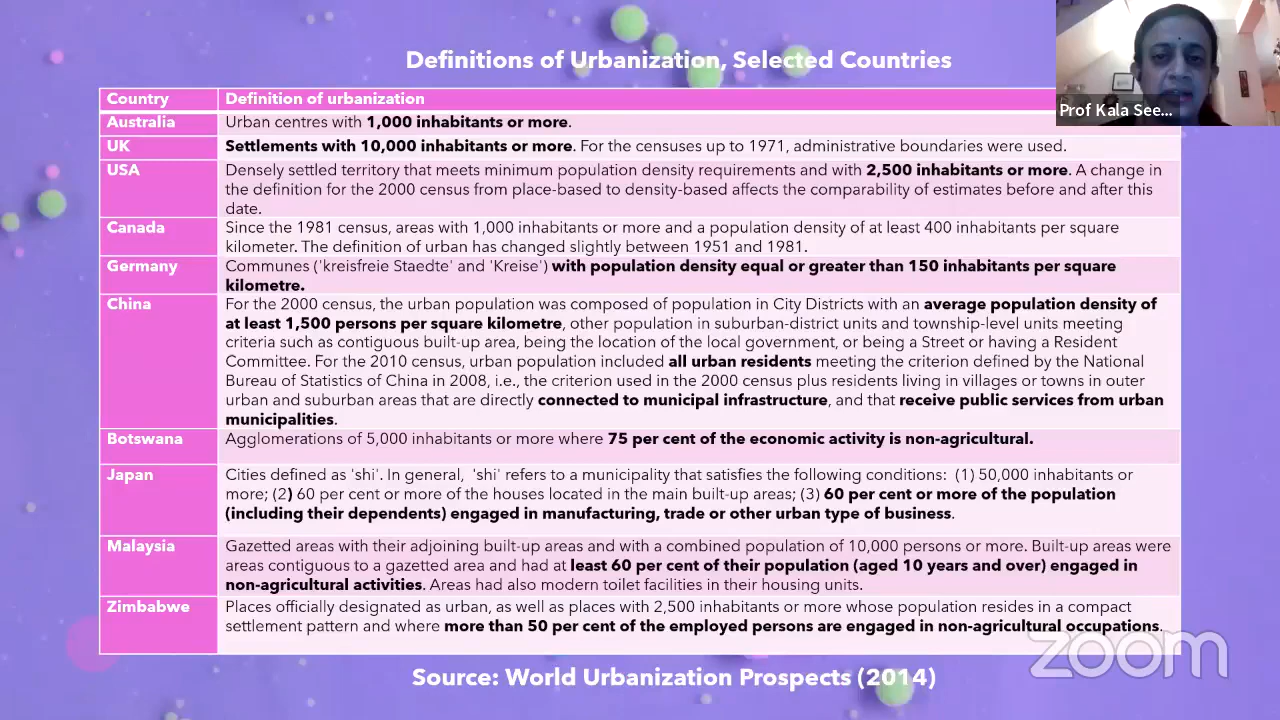 Definitions of Urbanization, Selected Countries
Prof Kala See...
Country Definition of urbanization
Australia Urban centres with 1,000 inhabitants or more.
UK Settlements with 10,000 inhabitants or more. For the censuses up to 1971, administrative boundaries were used.
USA Densely settled territory that meets minimum population density requirements and with 2,500 inhabitants or more. A change in
the definition for the 2000 census from place-based to density-based affects the comparability of estimates before and after this
date.
Canada Since the 1981 census, areas with 1,000 inhabitants or more and a population density of at least 400 inhabitants per square
kilometer. The definition of urban has changed slightly between 1951 and 1981.
Germany Communes ('kreisfreie Staedte' and 'Kreise') with population density equal or greater than 150 inhabitants per square
kilometre.
China For the 2000 census, the urban population was composed of population in City Districts with an average population density of
at least 1,500 persons per square kilometre, other population in suburban-district units and township-level units meeting
criteria such as contiguous built-up area, being the location of the local government, or being a Street or having a Resident
Committee. For the 2010 census, urban population included all urban residents meeting the criterion defined by the National
Bureau of Statistics of China in 2008, i.e., the criterion used in the 2000 census plus residents living in villages or towns in outer
urban and suburban areas that are directly connected to municipal infrastructure, and that receive public services from urban
municipalities.
Botswana Agglomerations of 5,000 inhabitants or more where 75 per cent of the economic activity is non-agricultural.
Japan Cities defined as 'shi'. In general, 'shi' refers to a municipality that satisfies the following conditions: (1) 50,000 inhabitants or
more; (2) 60 per cent or more of the houses located in the main built-up areas; (3) 60 per cent or more of the population
(including their dependents) engaged in manufacturing, trade or other urban type of business.
Malaysia Gazetted areas with their adjoining built-up areas and with a combined population of 10,000 persons or more. Built-up areas were
areas contiguous to a gazetted area and had at least 60 per cent of their population (aged 10 years and over) engaged in
non-agricultural activities. Areas had also modern toilet facilities in their housing units.
Zimbabwe Places officially designated as urban, as well as places with 2,500 inhabitants or more whose population resides in a compact
settlement pattern and where more than 50 per cent of the employed persons are engaged in non-agricultural occupations.
zoom
Source: World Urbanization Prospects (2014)